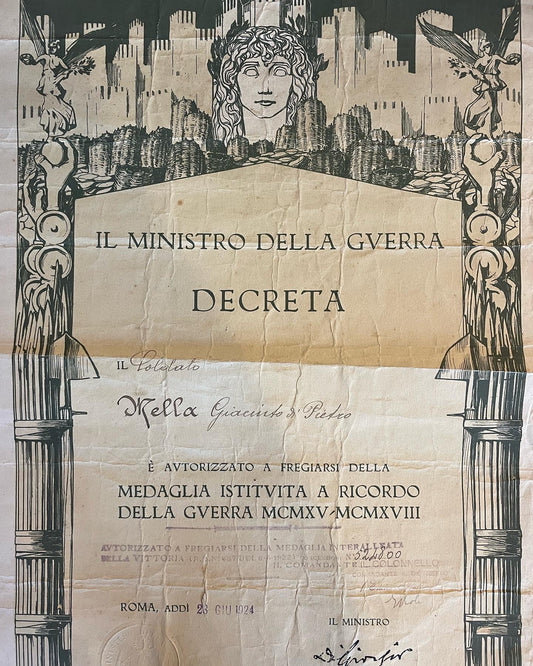 IL MINISTRO DELLA GVERRA
DECRETA
IL Soldato
Mella Giacinto di Pietro
È AVTORIZZATO A FREGIARSI DELLA
MEDAGLIA ISTITVITA A RICORDO
DELLA GVERRA MCMXV-MCMXVIII
AVTORIZZATO A FREGIARSI DELLA MEDAGLIA INTERALLEATA
DELLA VITTORIA
IL COMANDANTE IL COLONNELLO
ROMA, ADDÌ 28 GIU 1924
IL MINISTRO